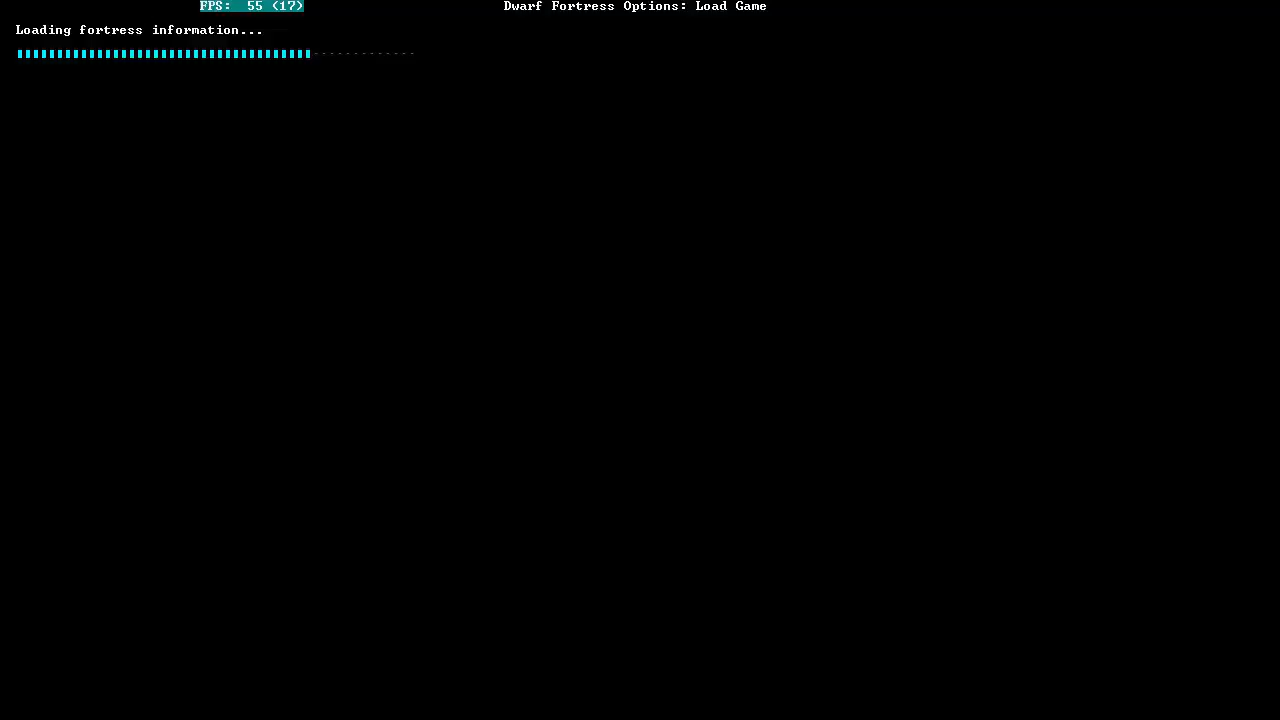 FPS:  55 (17)
Dwarf Fortress Options: Load Game
Loading fortress information...